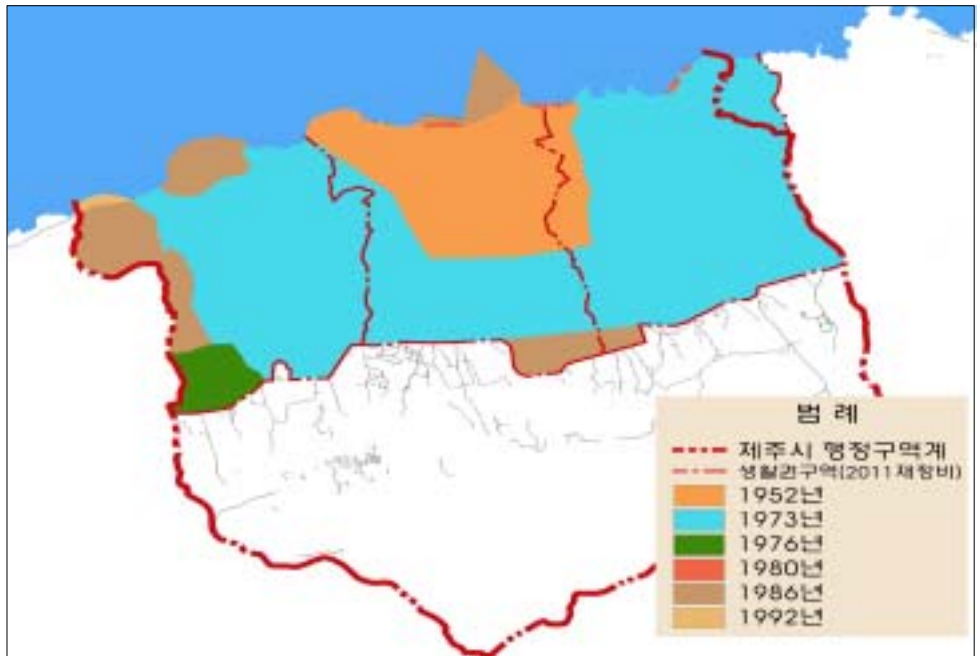 범 례
제주시 행정구역계
생활권구역(2011재정비)
1952년
1973년
1976년
1980년
1986년
1992년